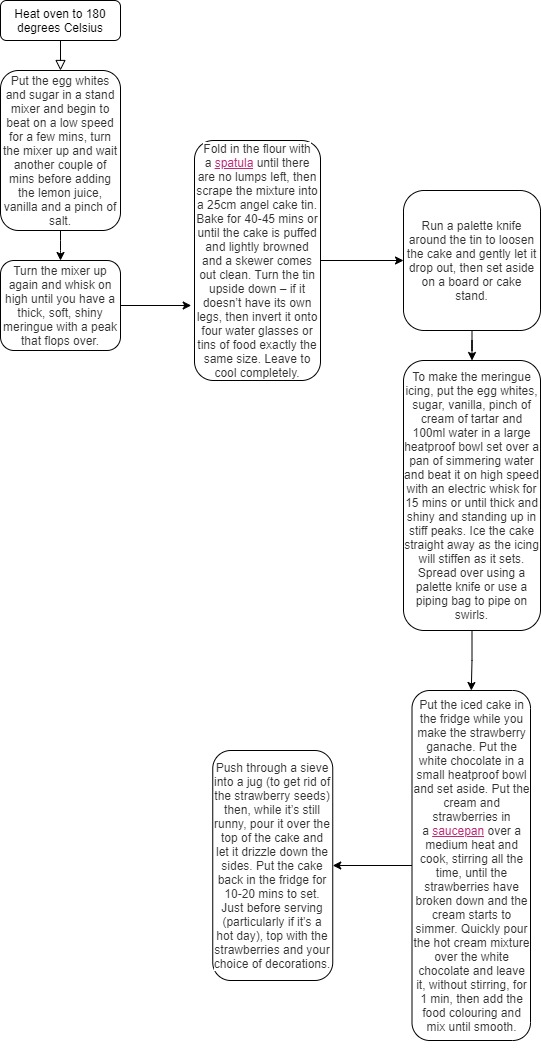 Heat oven to 180
degrees Celsius
Put the egg whites
and sugar in a stand
mixer and begin to
beat on a low speed
for a few mins, turn
the mixer up and wait
another couple of
mins before adding
the lemon juice,
vanilla and a pinch of
salt.
Turn the mixer up
again and whisk on
high until you have a
thick, soft, shiny
meringue with a peak
that flops over.
Fold in the flour with
a spatula until there
are no lumps left, then
scrape the mixture into
a 25cm angel cake tin.
Bake for 40-45 mins or
until the cake is puffed
and lightly browned
and a skewer comes
out clean. Turn the tin
upside down – if it
doesn't have its own
legs, then invert it onto
four water glasses or
tins of food exactly the
same size. Leave to
cool completely.
Run a palette knife
around the tin to loosen
the cake and gently let it
drop out, then set aside
on a board or cake
stand.
To make the meringue
icing, put the egg whites,
sugar, vanilla, pinch of
cream of tartar and
100ml water in a large
heatproof bowl set over a
pan of simmering water
and beat it on high speed
with an electric whisk for
15 mins or until thick and
shiny and standing up in
stiff peaks. Ice the cake
straight away as the icing
will stiffen as it sets.
Spread over using a
palette knife or use a
piping bag to pipe on
swirls.
Put the iced cake in
the fridge while you
make the strawberry
ganache. Put the
white chocolate in a
small heatproof bowl
and set aside. Put the
cream and
strawberries in
a saucepan over a
medium heat and
cook, stirring all the
time, until the
strawberries have
broken down and the
cream starts to
simmer. Quickly pour
the hot cream mixture
over the white
chocolate and leave
it, without stirring, for
1 min, then add the
food colouring and
mix until smooth.
Push through a sieve
into a jug (to get rid of
the strawberry seeds)
then, while it's still
runny, pour it over the
top of the cake and
let it drizzle down the
sides. Put the cake
back in the fridge for
10-20 mins to set.
Just before serving
(particularly if it's a
hot day), top with the
strawberries and your
choice of decorations.